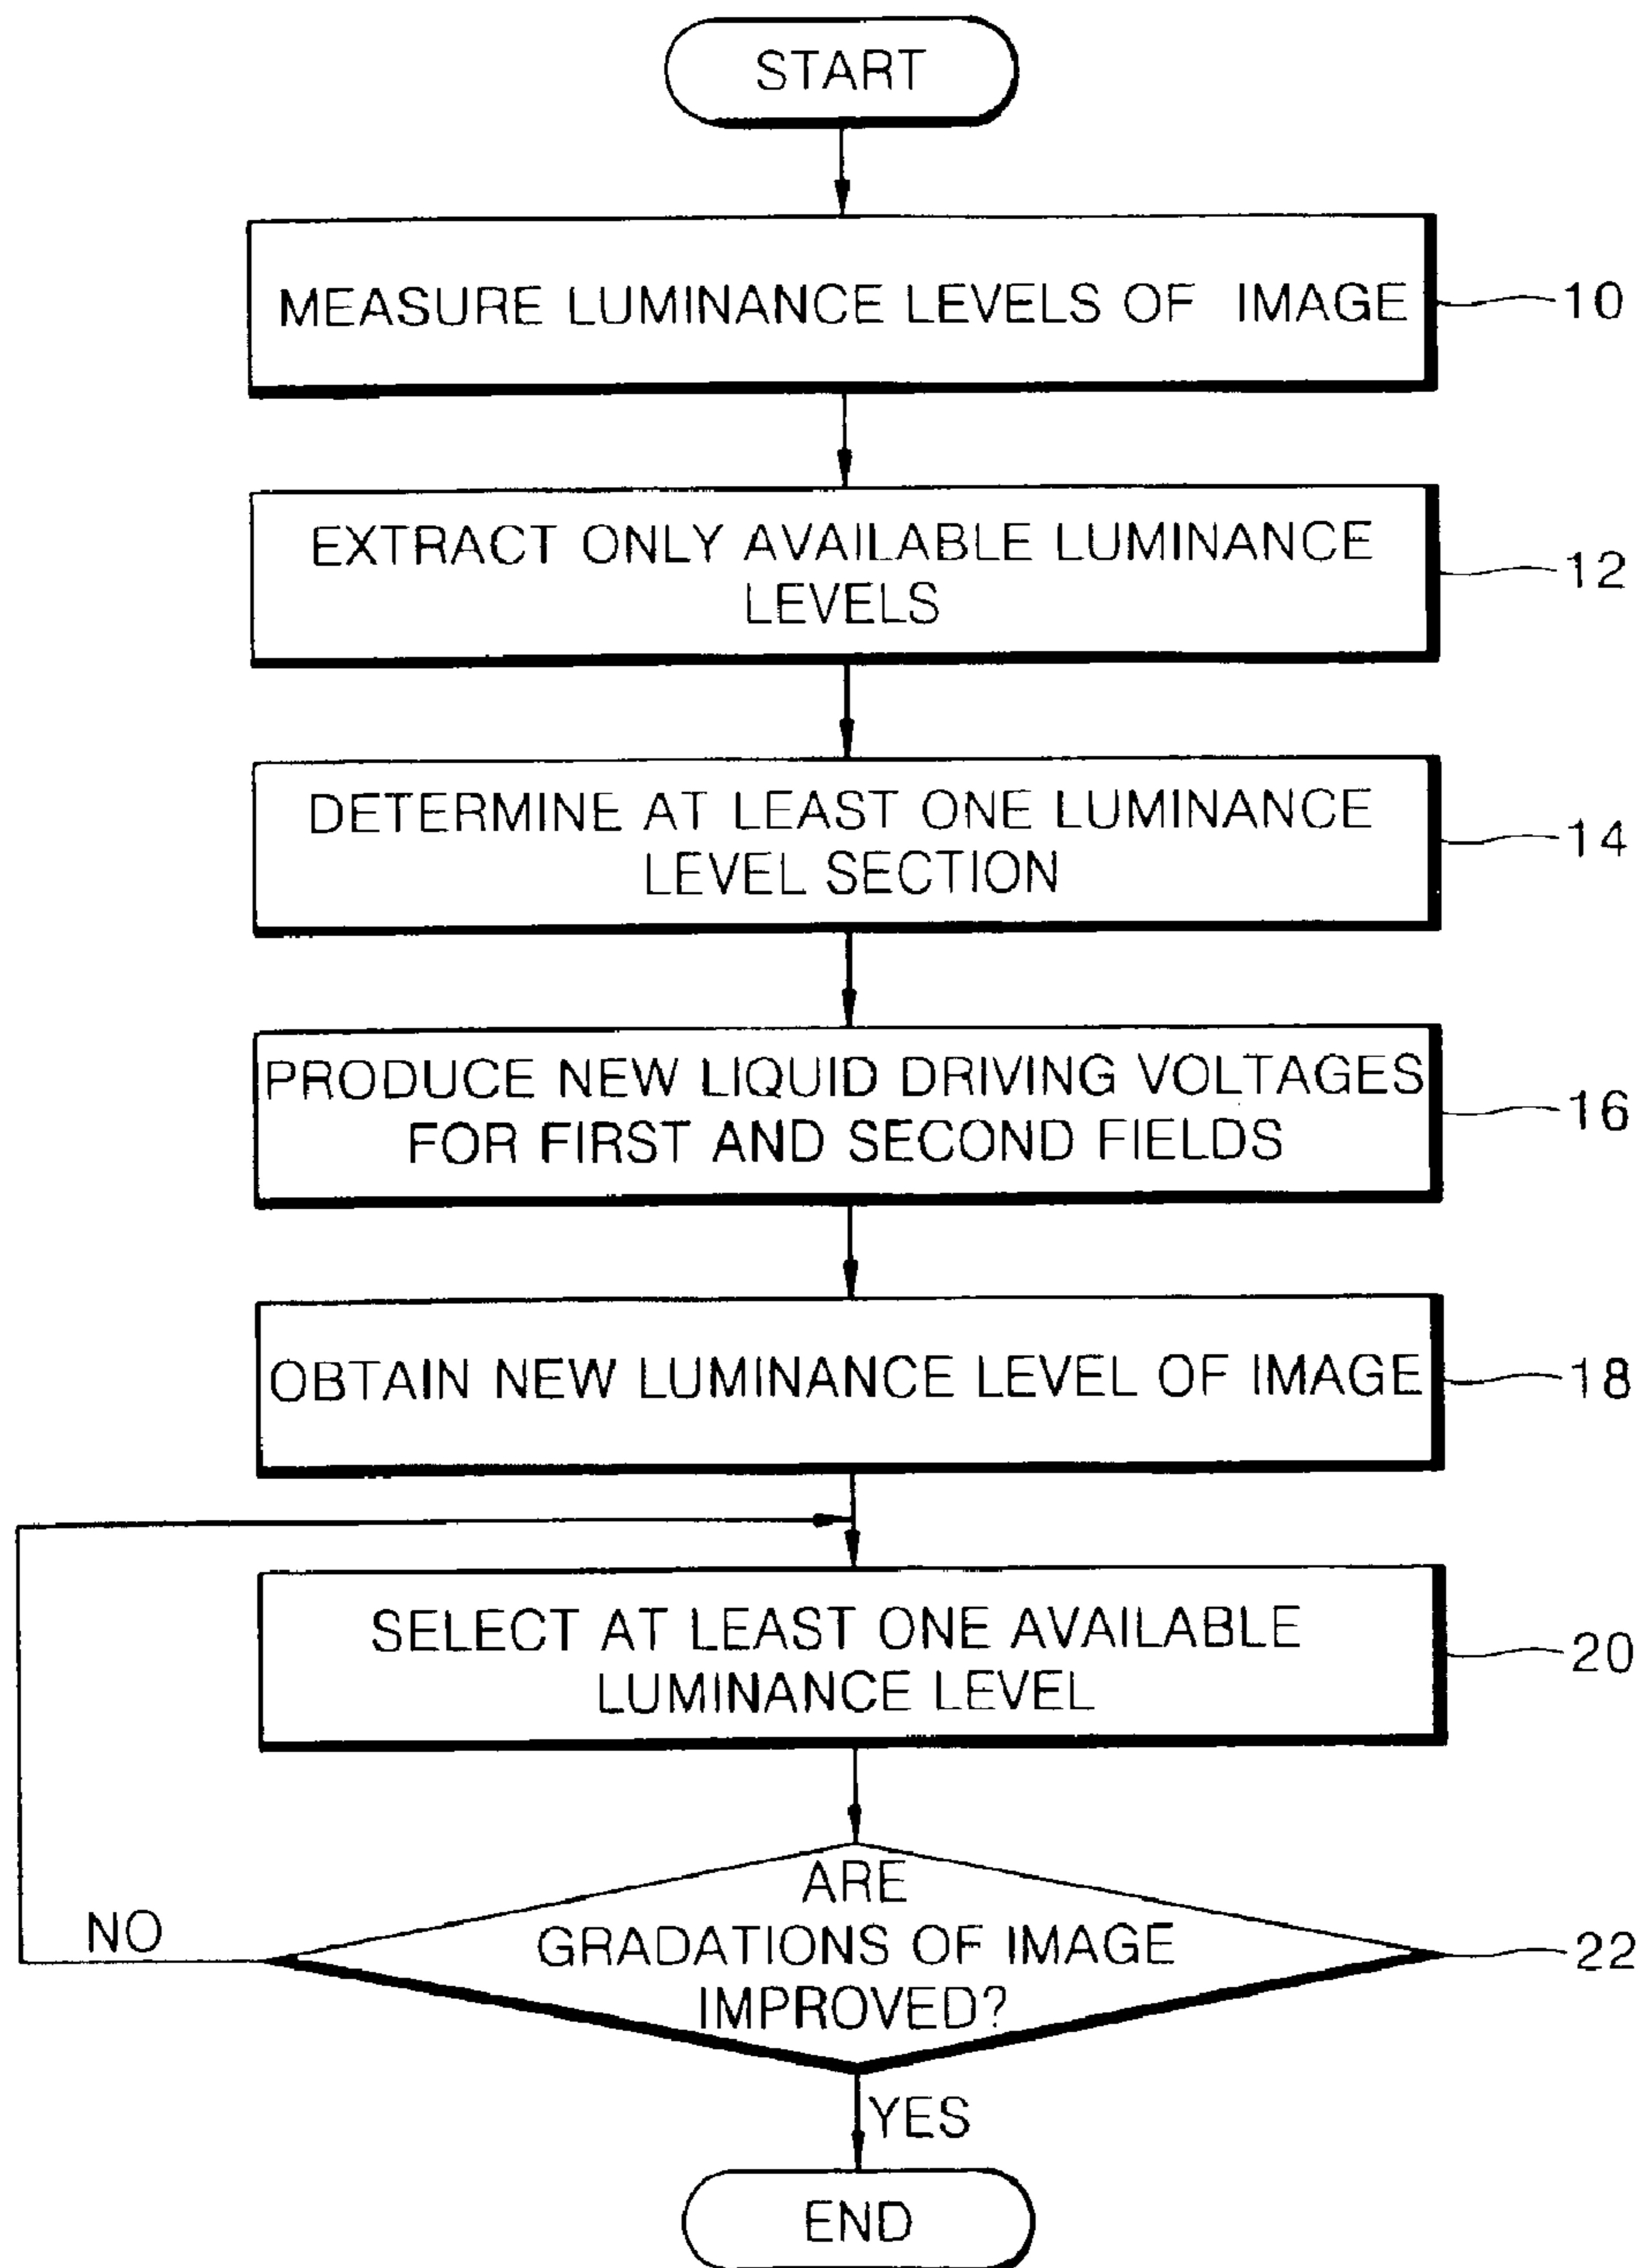 START
MEASURE LUMINANCE LEVELS OF IMAGE
10
EXTRACT ONLY AVAILABLE LUMINANCE
LEVELS
12
DETERMINE AT LEAST ONE LUMINANCE
LEVEL SECTION
14
PRODUCE NEW LIQUID DRIVING VOLTAGES
FOR FIRST AND SECOND FIELDS
16
OBTAIN NEW LUMINANCE LEVEL OF IMAGE
18
SELECT AT LEAST ONE AVAILABLE
LUMINANCE LEVEL
20
ARE
GRADATIONS OF IMAGE
IMPROVED?
22
NO
YES
END